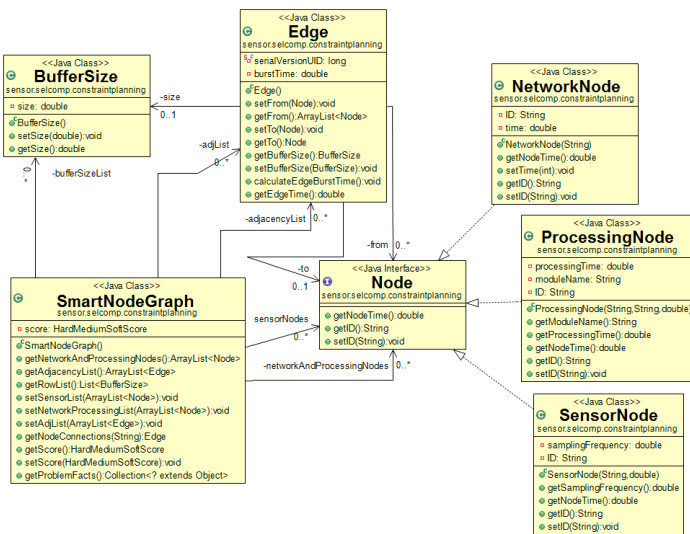 <<Java Class>>
Edge
sensor.selcomp.constraintplanning
serialVersionUID: long
burstTime: double
Edge()
setFrom(Node):void
getFrom():ArrayList<Node>
setTo(Node):void
getTo():Node
getBufferSize():BufferSize
setBufferSize(BufferSize):void
calculateEdgeBurstTime():void
getEdgeTime():double
<<Java Class>>
BufferSize
sensor.selcomp.constraintplanning
size: double
BufferSize()
setSize(double):void
getSize():double
-size
0..1
-adjList
0..*
-bufferSizeList
0..*
-adjacencyList
0..*
-from
0..*
-to
0..1
<<Java Class>>
NetworkNode
sensor.selcomp.constraintplanning
ID: String
time: double
NetworkNode(String)
getNodeTime():double
setTime(int):void
getID():String
setID(String):void
<<Java Class>>
ProcessingNode
sensor.selcomp.constraintplanning
processingTime: double
moduleName: String
ID: String
ProcessingNode(String,String,double)
getModuleName():String
getProcessingTime():double
getNodeTime():double
getID():String
setID(String):void
<<Java Interface>>
Node
sensor.selcomp.constraintplanning
getNodeTime():double
getID():String
setID(String):void
<<Java Class>>
SmartNodeGraph
sensor.selcomp.constraintplanning
score: HardMediumSoftScore
SmartNodeGraph()
getNetworkAndProcessingNodes():ArrayList<Node>
getAdjacencyList():ArrayList<Edge>
getRowList():List<BufferSize>
setSensorList(ArrayList<Node>):void
setNetworkProcessingList(ArrayList<Node>):void
setAdjList(ArrayList<Edge>):void
getNodeConnections(String):Edge
getScore():HardMediumSoftScore
setScore(HardMediumSoftScore):void
getProblemFacts():Collection<? extends Object>
sensorNodes
0..*
-networkAndProcessingNodes
0..*
<<Java Class>>
SensorNode
sensor.selcomp.constraintplanning
samplingFrequency: double
ID: String
SensorNode(String,double)
getSamplingFrequency():double
getNodeTime():double
getID():String
setID(String):void